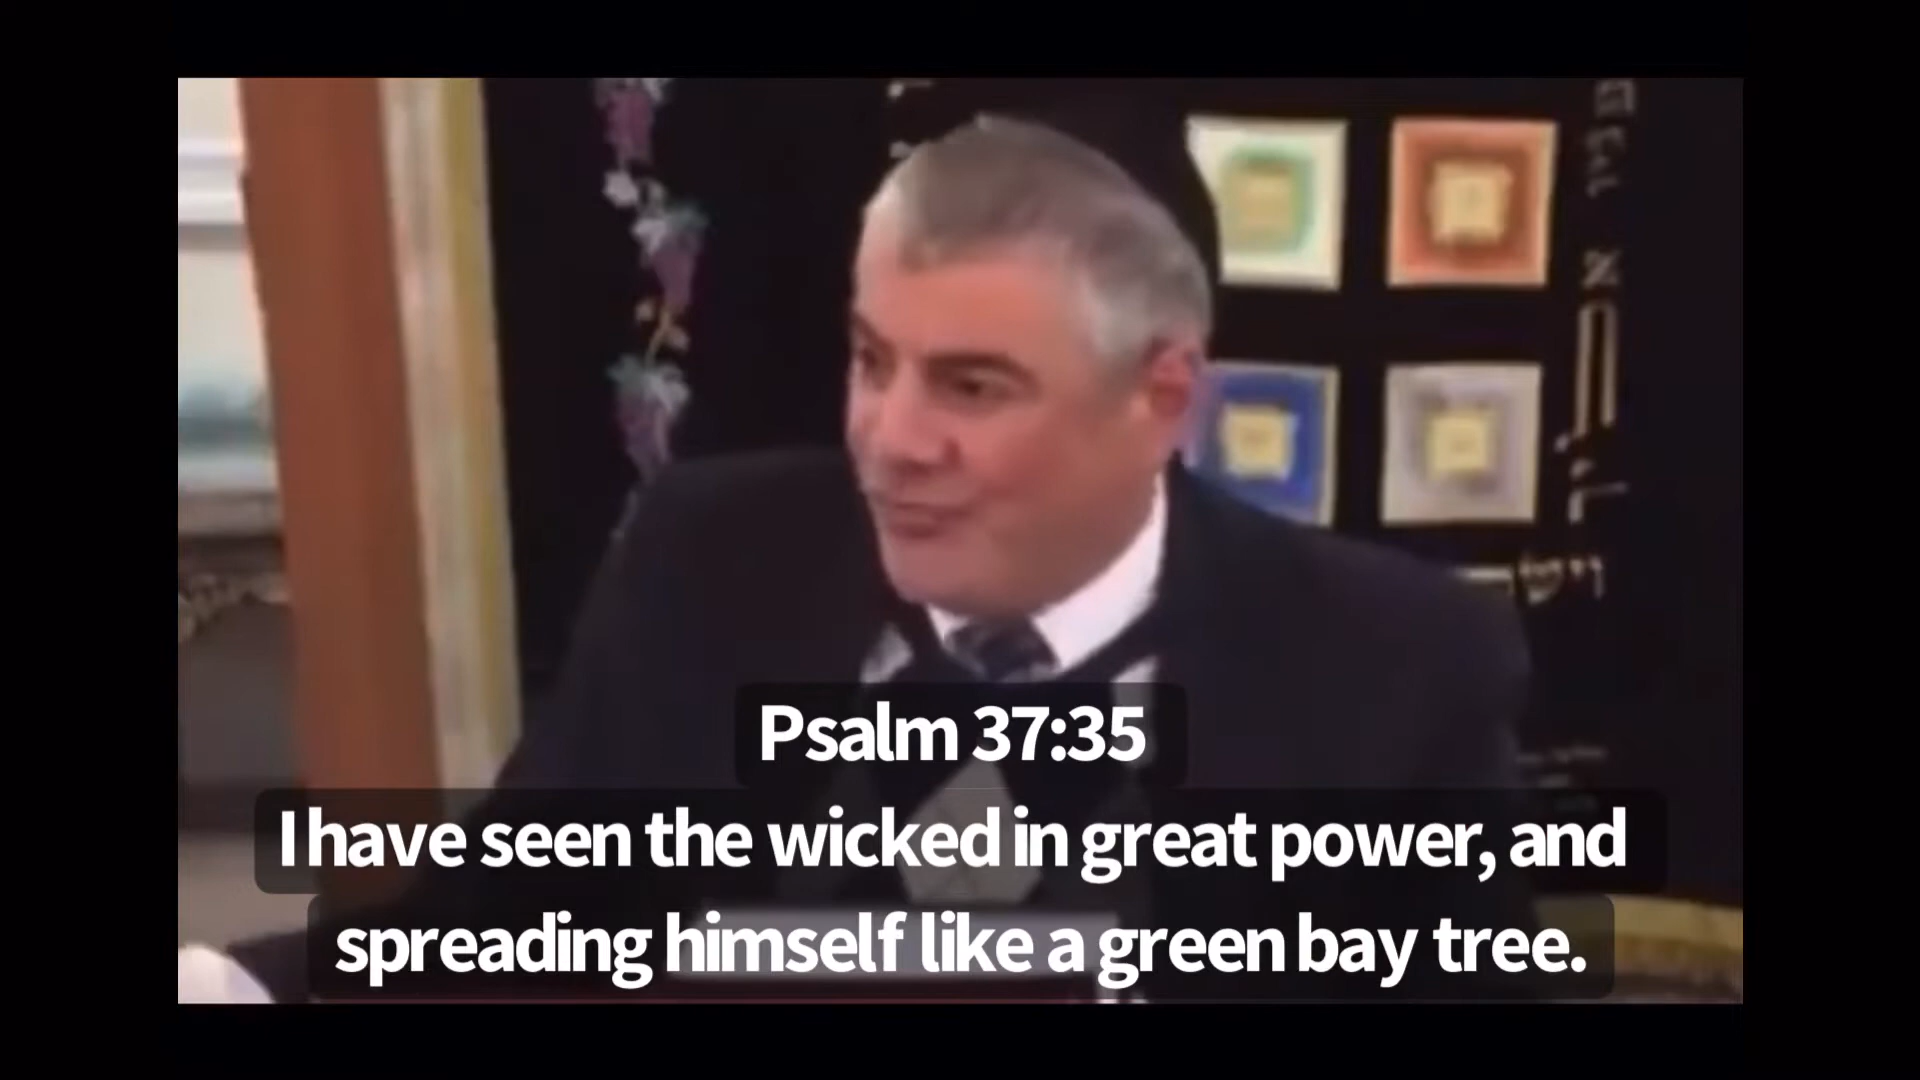 Psalm 37:35
I have seen the wicked in great power, and
spreading himself like a green bay tree.